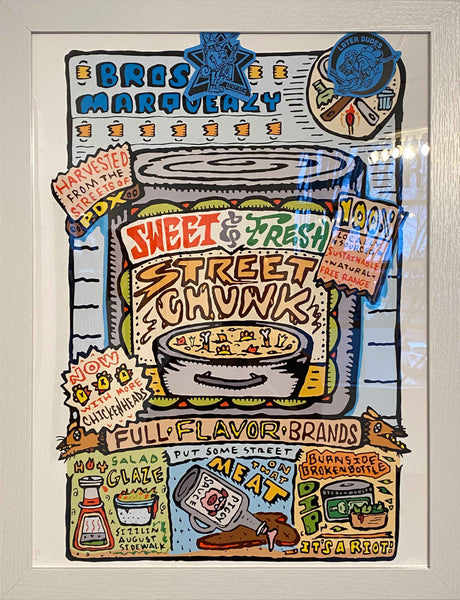 BROS
MARQUEAZY
LATER DUDES
HARVESTED
FROM THE
STREETS OF
PDX
100%
LOCALLY
SOURCED
SUSTAINABLE
NATURAL
FREE RANGE
SWEET & FRESH
STREET
CHUNK
NOW
WITH MORE
CHICKENHEADS
FULL · FLAVOR · BRANDS
HOT SALAD
GLAZE
SIZZLIN
AUGUST
SIDEWALK
PUT SOME STREET
ON THAT
MEAT
PIGEON
SAUCE
BURNSIDE
BROKEN BOTTLE
DIP
IT'S A RIOT!